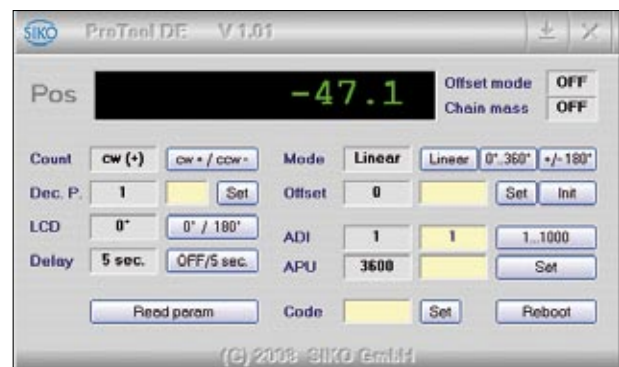 SIKO ProTool DE V 1.01
Pos -47.1 Offset mode OFF
Chain mass OFF
Count cw (+) cw + / ccw - Mode Linear Linear 0°..360° +/- 180°
Dec. P. 1 Set Offset 0 Set Init
LCD 0° 0° / 180° ADI 1 1 1...1000
Delay 5 sec. OFF/5 sec. APU 3600 Set
Read param Code Set Reboot
(C) 2008 SIKO GmbH